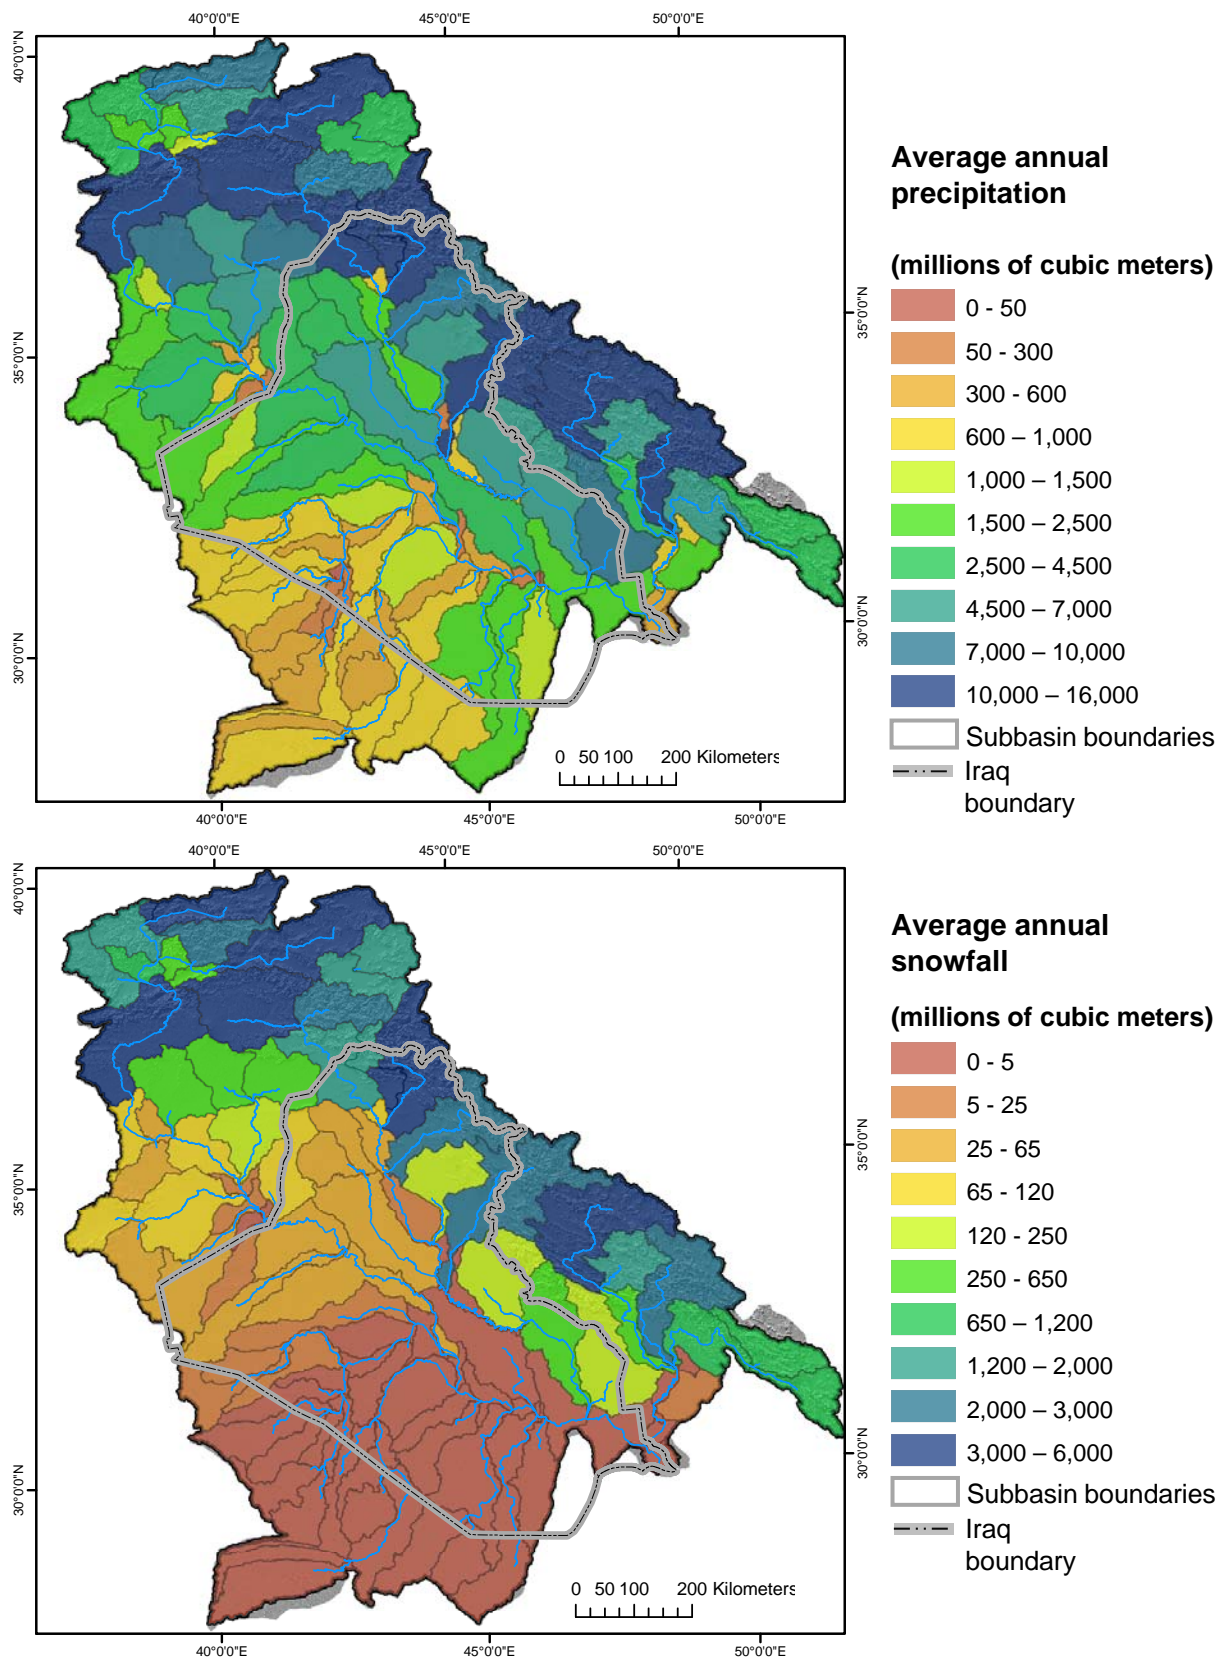 40°0'0"E 45°0'0"E 50°0'0"E
40°0'0"N
35°0'0"N
35°0'0"N
30°0'0"N
30°0'0"N
0 50 100 200 Kilometers
40°0'0"E 45°0'0"E 50°0'0"E
Average annual
precipitation
(millions of cubic meters)
0 - 50
50 - 300
300 - 600
600 – 1,000
1,000 – 1,500
1,500 – 2,500
2,500 – 4,500
4,500 – 7,000
7,000 – 10,000
10,000 – 16,000
Subbasin boundaries
Iraq
boundary
40°0'0"E 45°0'0"E 50°0'0"E
40°0'0"N
35°0'0"N
35°0'0"N
30°0'0"N
30°0'0"N
0 50 100 200 Kilometers
40°0'0"E 45°0'0"E 50°0'0"E
Average annual
snowfall
(millions of cubic meters)
0 - 5
5 - 25
25 - 65
65 - 120
120 - 250
250 - 650
650 – 1,200
1,200 – 2,000
2,000 – 3,000
3,000 – 6,000
Subbasin boundaries
Iraq
boundary